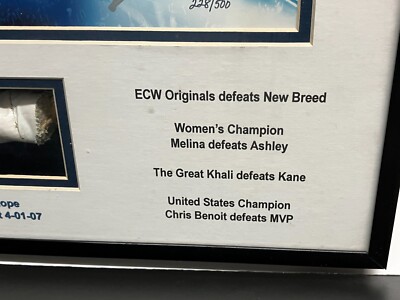 228/500
ECW Originals defeats New Breed
Women's Champion
Melina defeats Ashley
The Great Khali defeats Kane
United States Champion
Chris Benoit defeats MVP
4-01-07